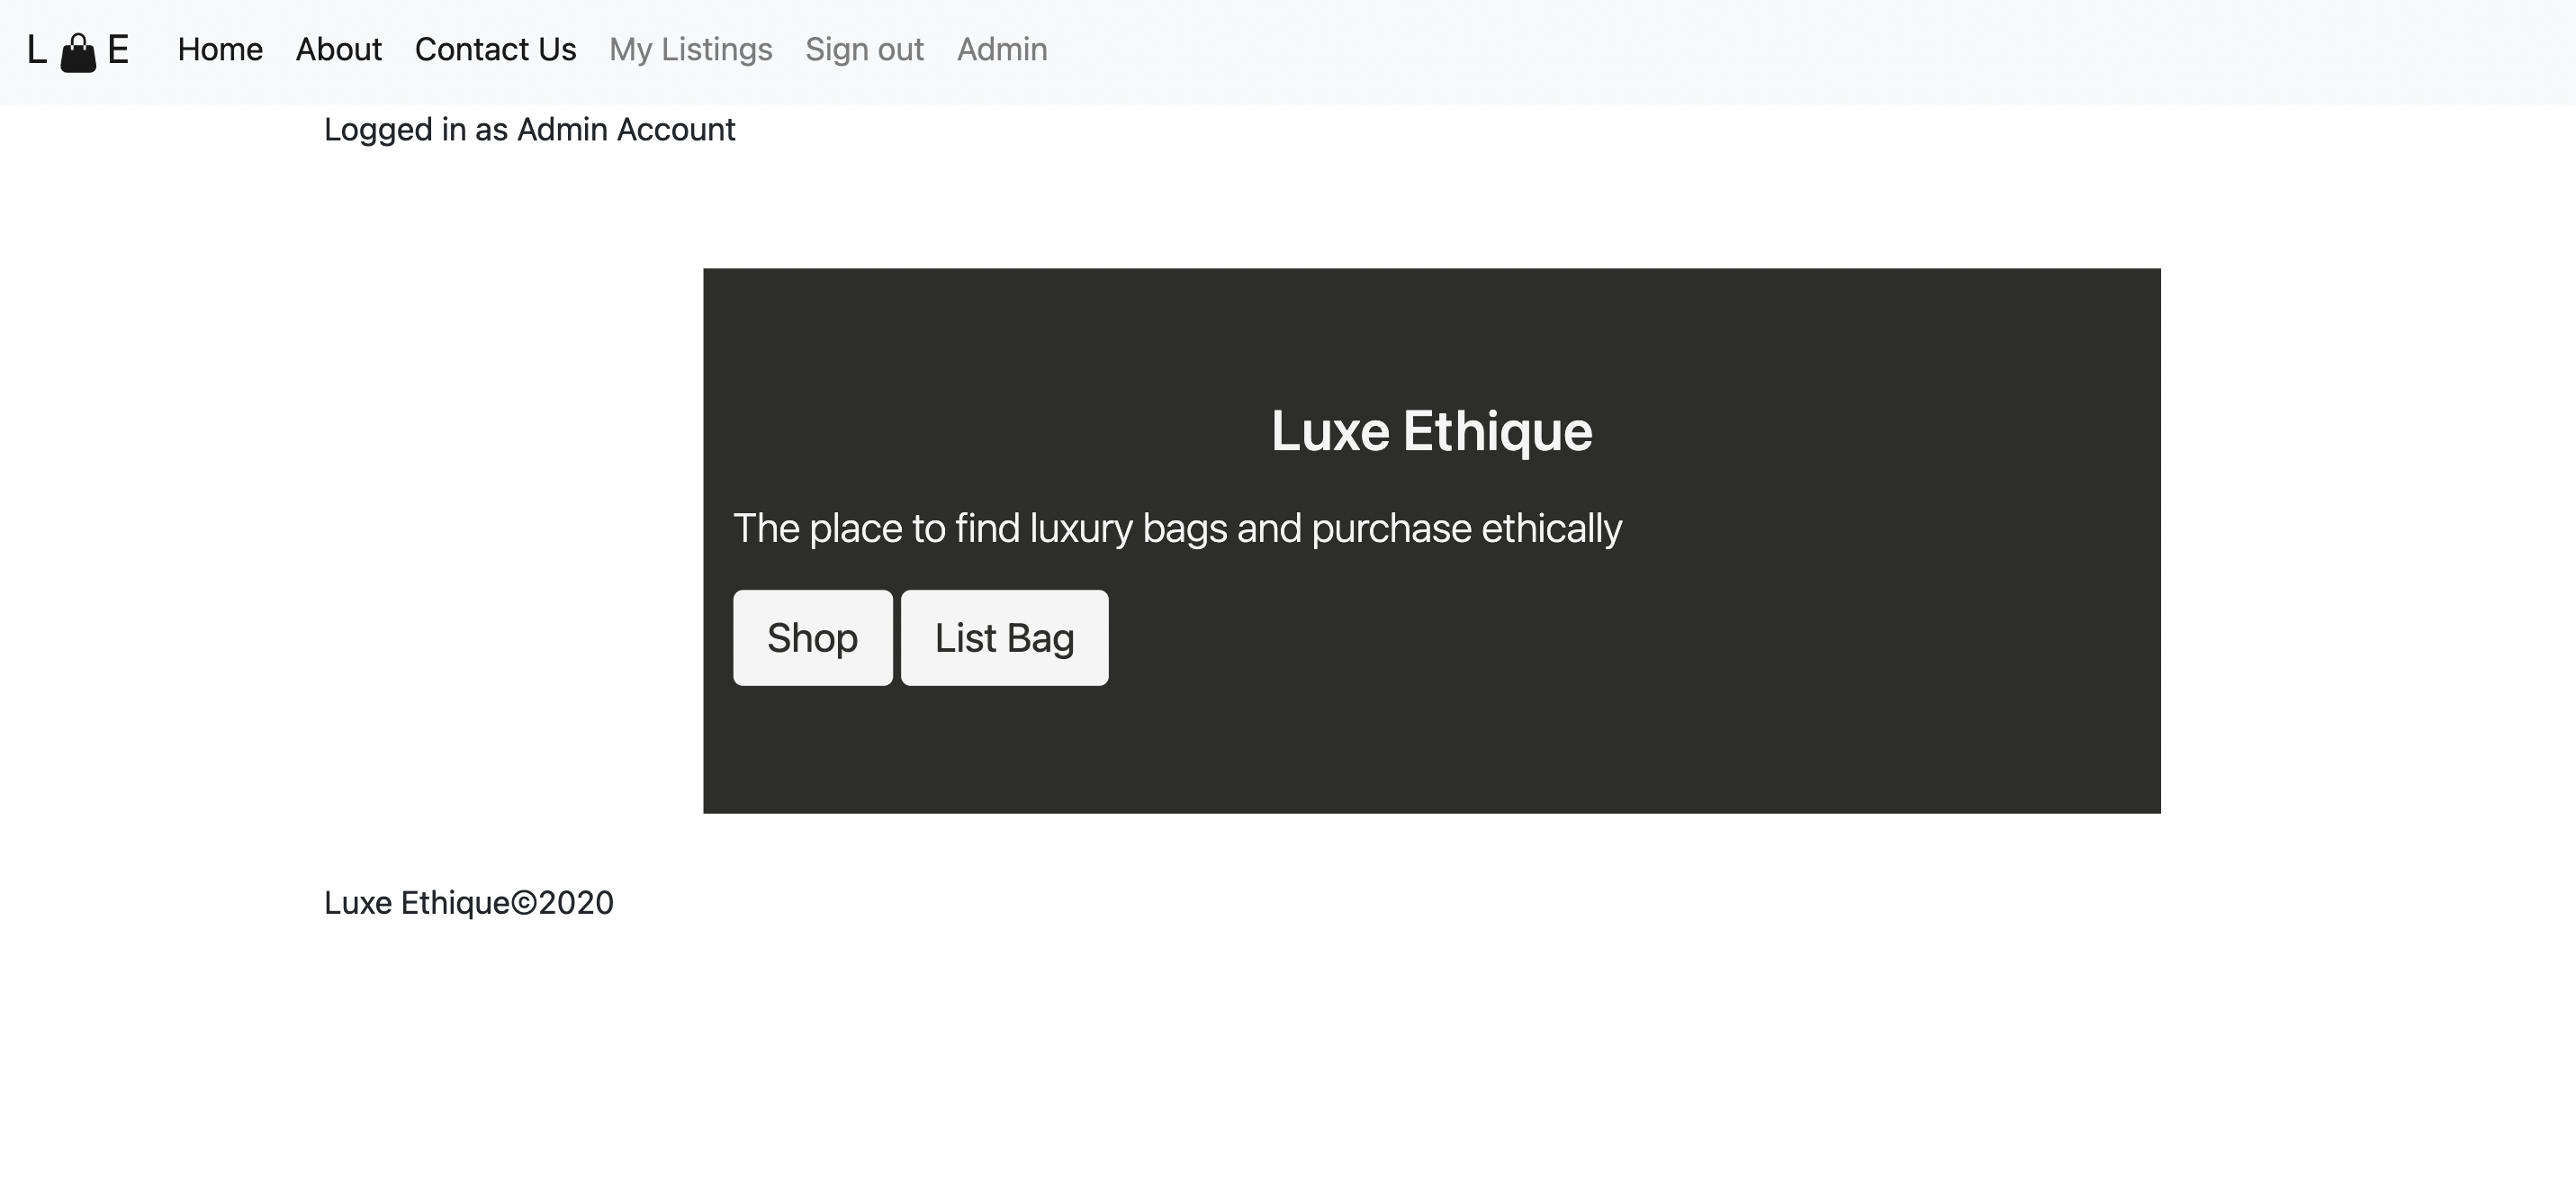 L E Home About Contact Us My Listings Sign out Admin
Logged in as Admin Account
Luxe Ethique
The place to find luxury bags and purchase ethically
Shop List Bag
Luxe Ethique©2020